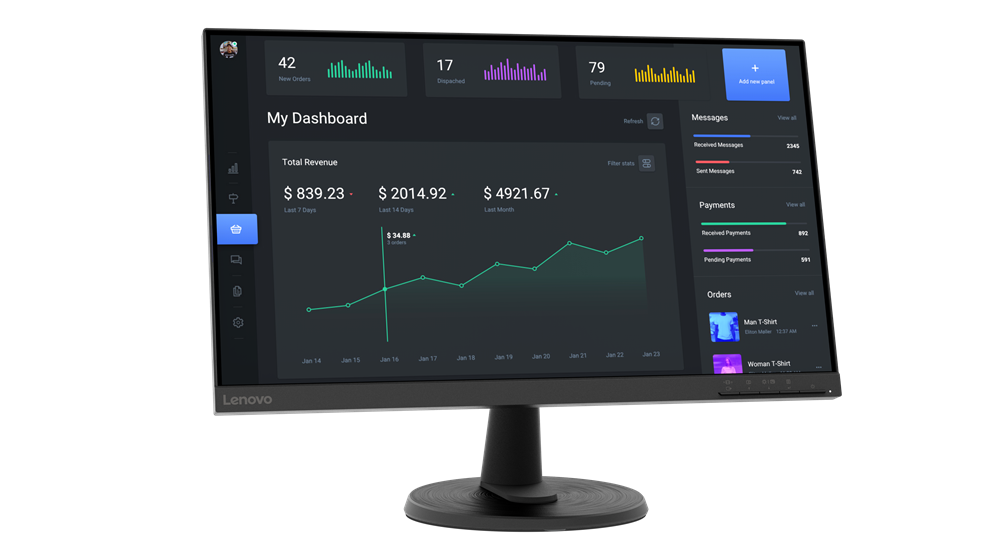 42
New Orders
17
Dispached
79
Pending
+
Add new panel
My Dashboard
Refresh
Messages
View all
Received Messages
2345
Sent Messages
742
Total Revenue
Filter stats
$ 839.23
Last 7 Days
$ 2014.92
Last 14 Days
$ 4921.67
Last Month
$ 34.88
3 orders
Jan 14
Jan 15
Jan 16
Jan 17
Jan 18
Jan 19
Jan 20
Jan 21
Jan 22
Jan 23
Payments
View all
Received Payments
892
Pending Payments
591
Orders
View all
Man T-Shirt
12:37 AM
Woman T-Shirt
Lenovo